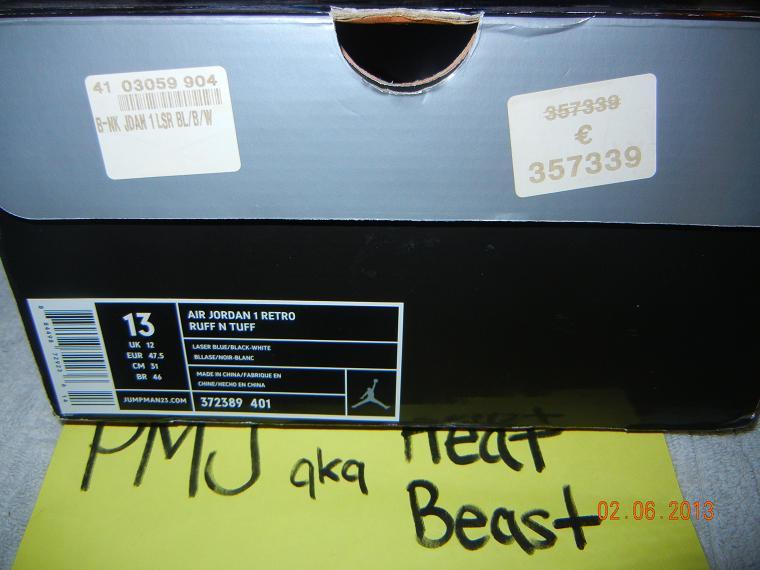 41 03059 904
B-NK JDAN 1 LSR BL/B/W
357339
€
357339
13
UK 12
EUR 47.5
CM 31
BR 46
JUMPMAN23.COM
AIR JORDAN 1 RETRO
RUFF N TUFF
LASER BLUE/BLACK-WHITE
BLLASE/NOIR-BLANC
MADE IN CHINA/FABRIQUE EN
CHINE/HECHO EN CHINA
372389 401
PMJ aka Heat
Beast
02.06.2013